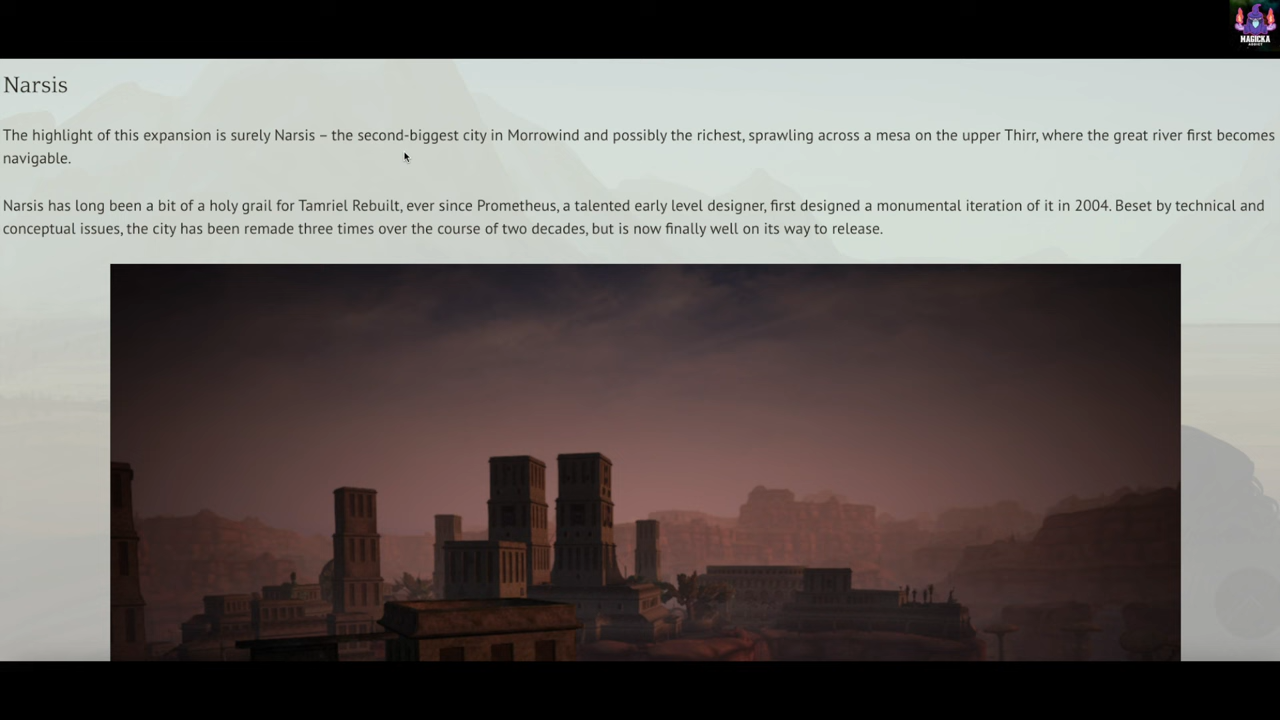 MAGICKA
ADDICT
Narsis
The highlight of this expansion is surely Narsis – the second-biggest city in Morrowind and possibly the richest, sprawling across a mesa on the upper Thirr, where the great river first becomes
navigable.
Narsis has long been a bit of a holy grail for Tamriel Rebuilt, ever since Prometheus, a talented early level designer, first designed a monumental iteration of it in 2004. Beset by technical and
conceptual issues, the city has been remade three times over the course of two decades, but is now finally well on its way to release.